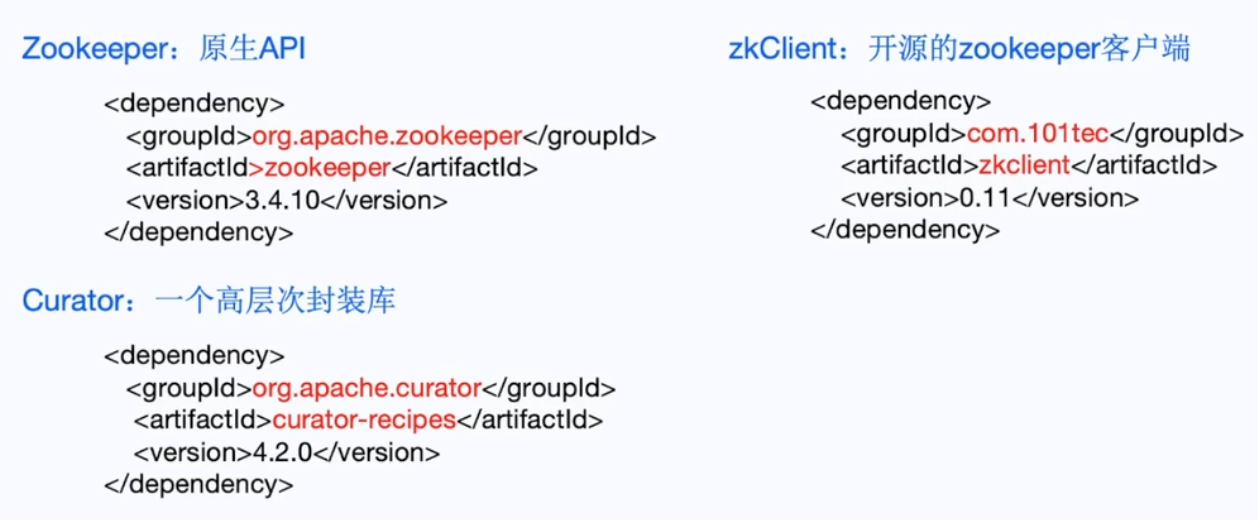 Zookeeper：原生API
<dependency>
<groupId>org.apache.zookeeper</groupId>
<artifactId>zookeeper</artifactId>
<version>3.4.10</version>
</dependency>
zkClient：开源的zookeeper客户端
<dependency>
<groupId>com.101tec</groupId>
<artifactId>zkclient</artifactId>
<version>0.11</version>
</dependency>
Curator：一个高层次封装库
<dependency>
<groupId>org.apache.curator</groupId>
<artifactId>curator-recipes</artifactId>
<version>4.2.0</version>
</dependency>